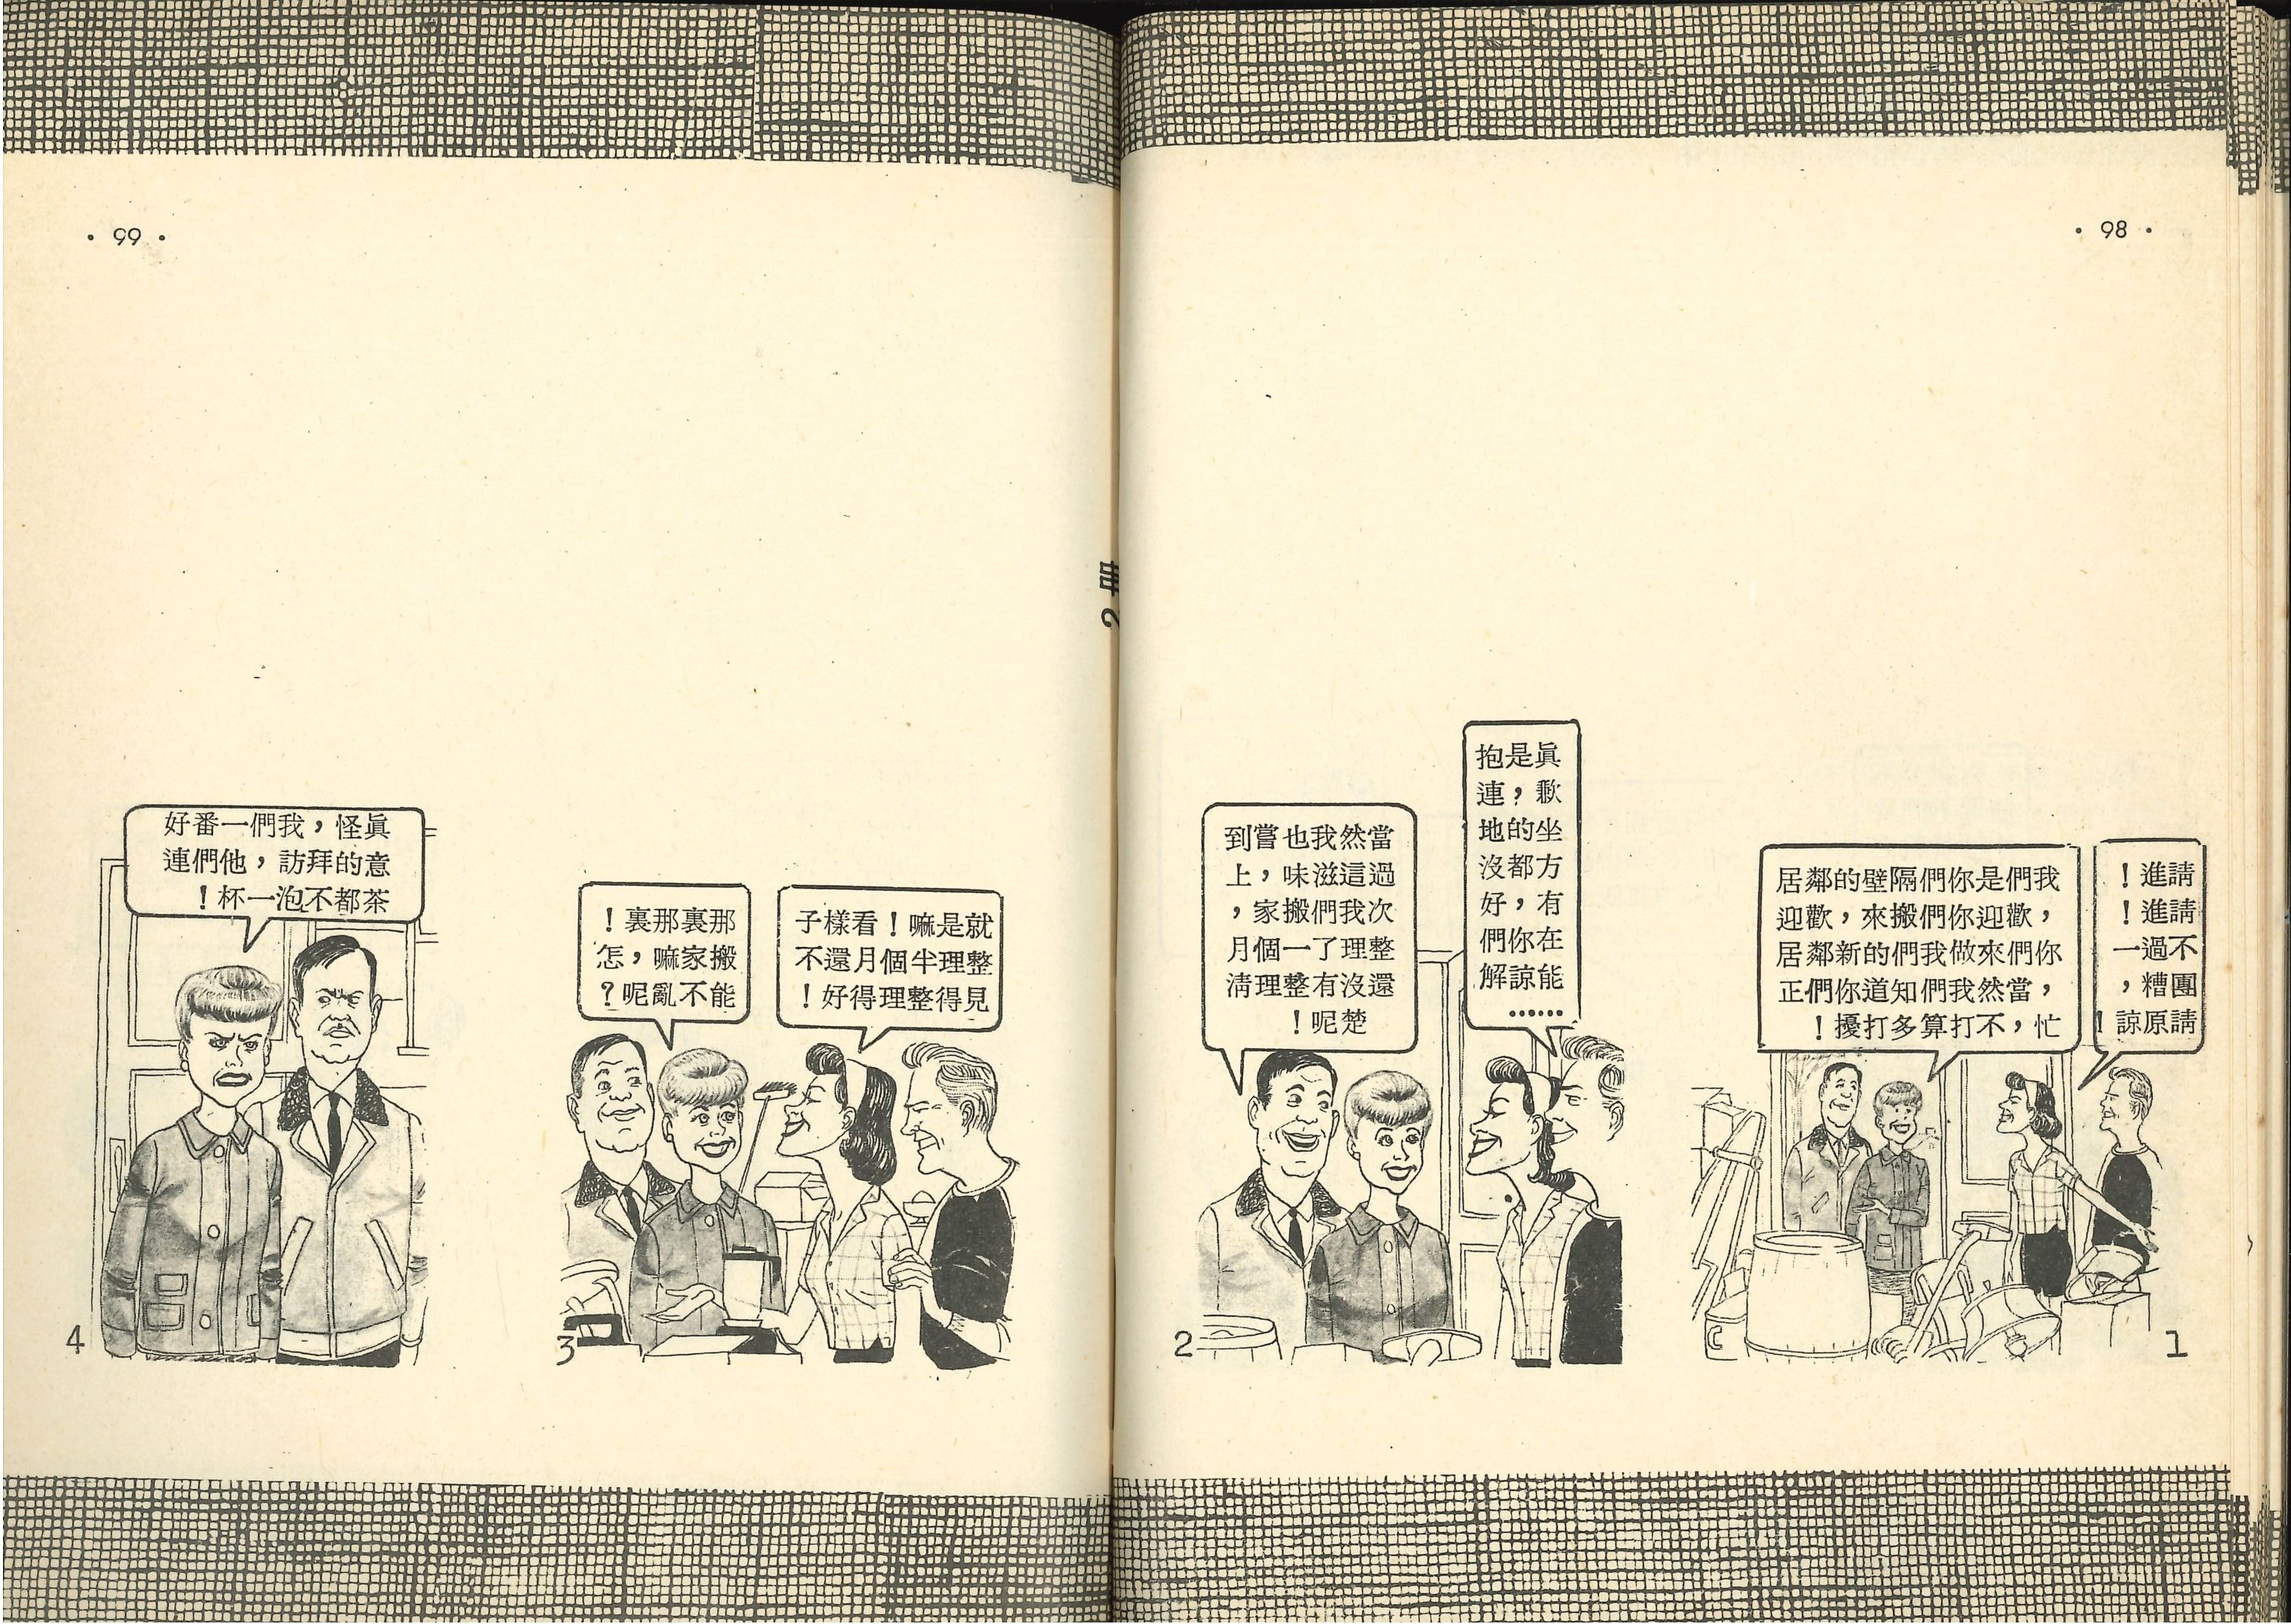 • 98 •
請進！
請進！
不過一
團糟，
請原諒！
我們是你們隔壁的鄰居
，歡迎你們搬來，歡迎
你們來做我們的新鄰居
，當然我們知道你們正
忙，不打算多打擾！
1
眞是抱
歉，連
坐的地
方都沒
有，好
在你們
能諒解
……
當然我也嘗到
過這滋味，上
次我們搬家，
整理了一個月
還沒有整理清
楚呢！
2
• 99 •
就是嘛！看樣子
整理半個月還不
見得整理得好！
那裏那裏！
搬家嘛，怎
能不亂呢？
3
眞怪，我們一番好
意的拜訪，他們連
茶都不泡一杯！
4